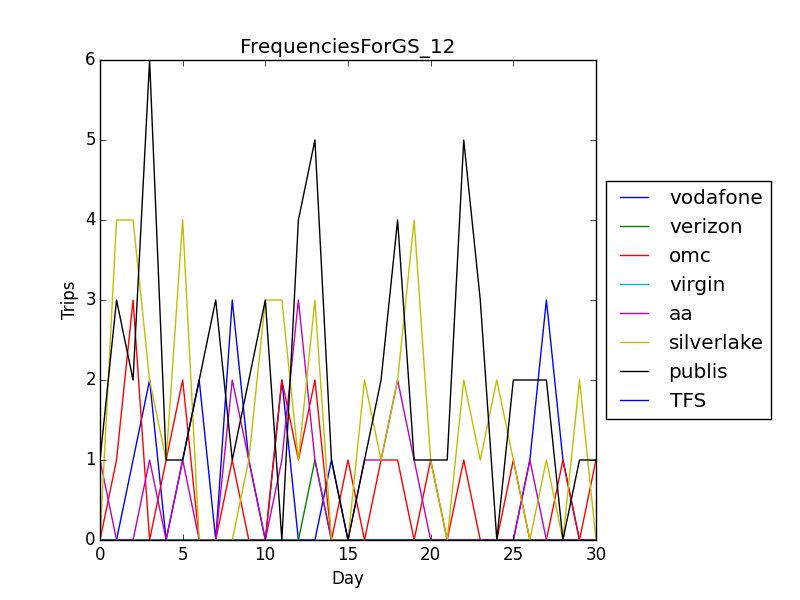 FrequenciesForGS_12
6
5
4
3
2
1
0
Trips
0 5 10 15 20 25 30
Day
vodafone
verizon
omc
virgin
aa
silverlake
publis
TFS